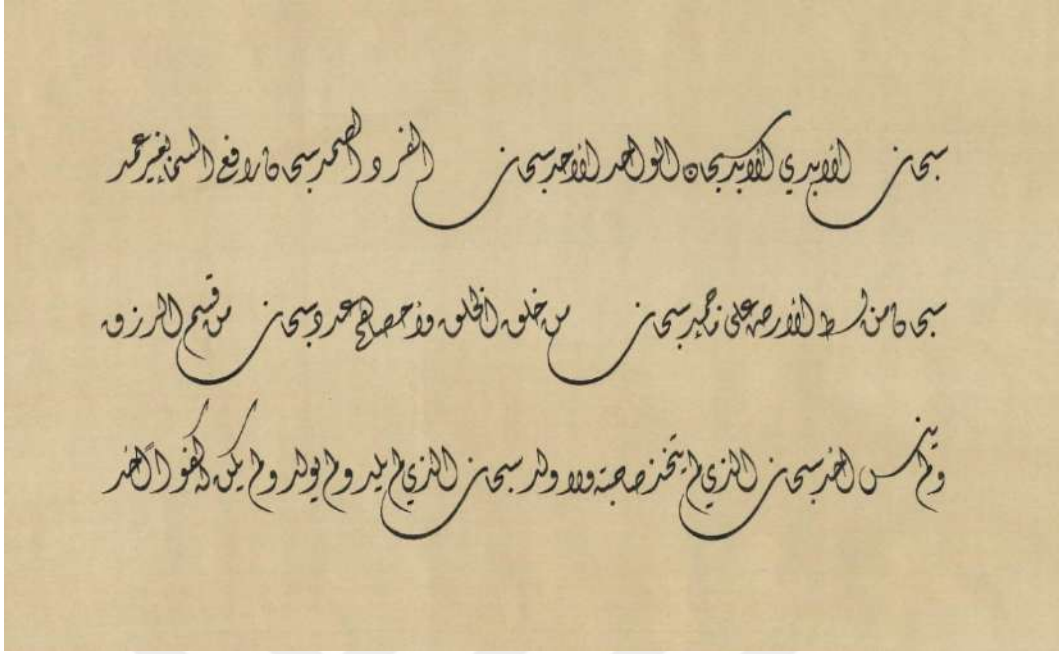 سبحان الأبدي الأبد سبحان الواحد الأحد سبحان الفرد الصمد سبحان رافع السماء بغير عمد
سبحان من بسط الأرض على ماء جمد سبحان من خلق الخلق وأحصاهم عدد سبحان من قسم الرزق
ولم ينس أحد سبحان الذي لم يتخذ صاحبة ولا ولد سبحان الذي لم يلد ولم يولد ولم يكن له كفوا أحد